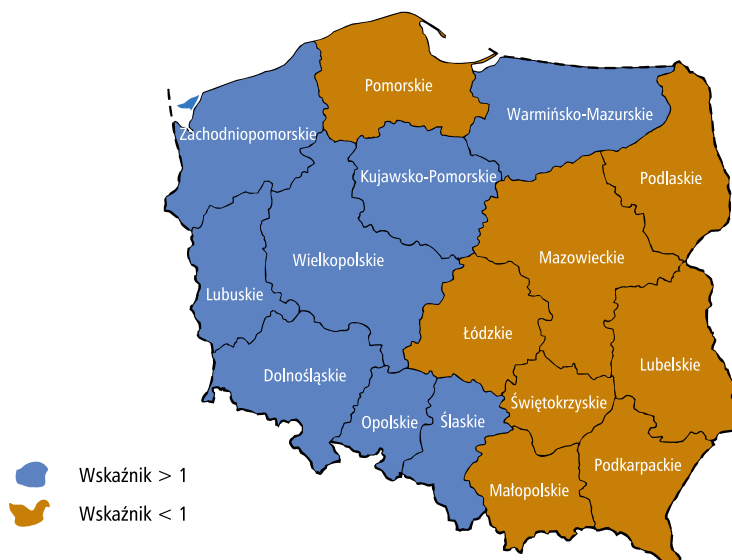 Pomorskie
Warmińsko-Mazurskie
Zachodniopomorskie
Kujawsko-Pomorskie
Podlaskie
Wielkopolskie
Mazowieckie
Lubuskie
Łódzkie
Lubelskie
Dolnośląskie
Świętokrzyskie
Opolskie
Ślaskie
Podkarpackie
Małopolskie
Wskaźnik > 1
Wskaźnik < 1